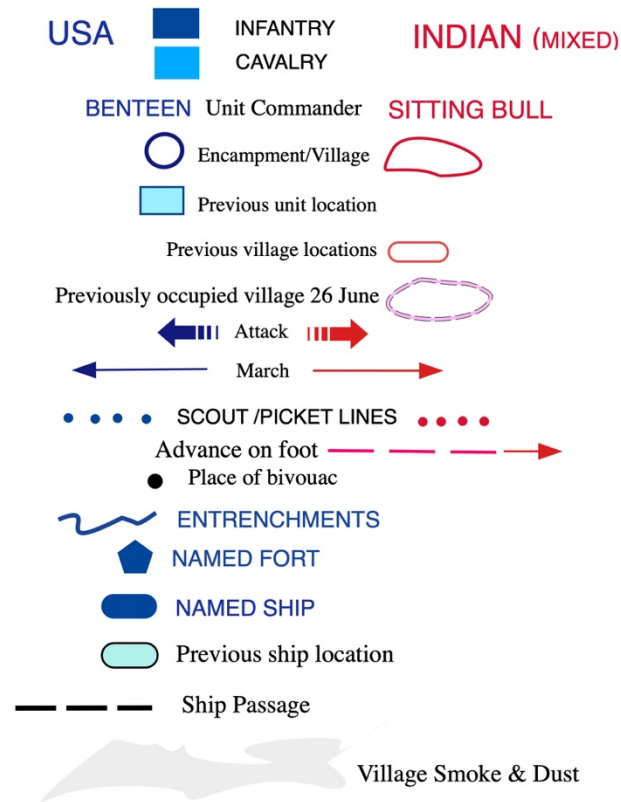 USA INFANTRY INDIAN (MIXED)
CAVALRY
BENTEEN Unit Commander SITTING BULL
Encampment/Village
Previous unit location
Previous village locations
Previously occupied village 26 June
Attack
March
SCOUT /PICKET LINES
Advance on foot
Place of bivouac
ENTRENCHMENTS
NAMED FORT
NAMED SHIP
Previous ship location
Ship Passage
Village Smoke & Dust